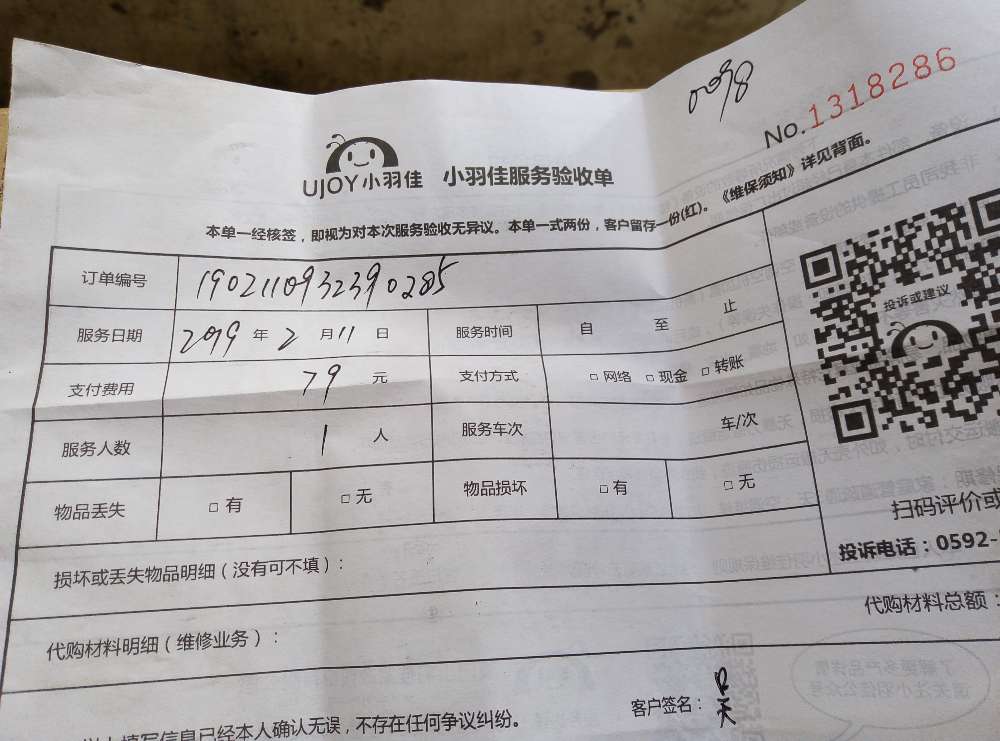 0098
No.1318286
UJOY小羽佳 小羽佳服务验收单
本单一经核签，即视为对本次服务验收无异议。本单一式两份，客户留存一份(红)。《维保须知》详见背面。
订单编号 1902110932390285
服务日期 2019 年 2 月 11 日 服务时间 自 至 止
支付费用 79 元 支付方式 □ 网络 □ 现金 □ 转账
服务人数 1 人 服务车次 车/次
物品丢失 □ 有 □ 无 物品损坏 □ 有 □ 无
投诉或建议
扫码评价或
投诉电话：0592-
损坏或丢失物品明细（没有可不填）：
代购材料明细（维修业务）：
代购材料总额：
填写信息已经本人确认无误，不存在任何争议纠纷。
客户签名：